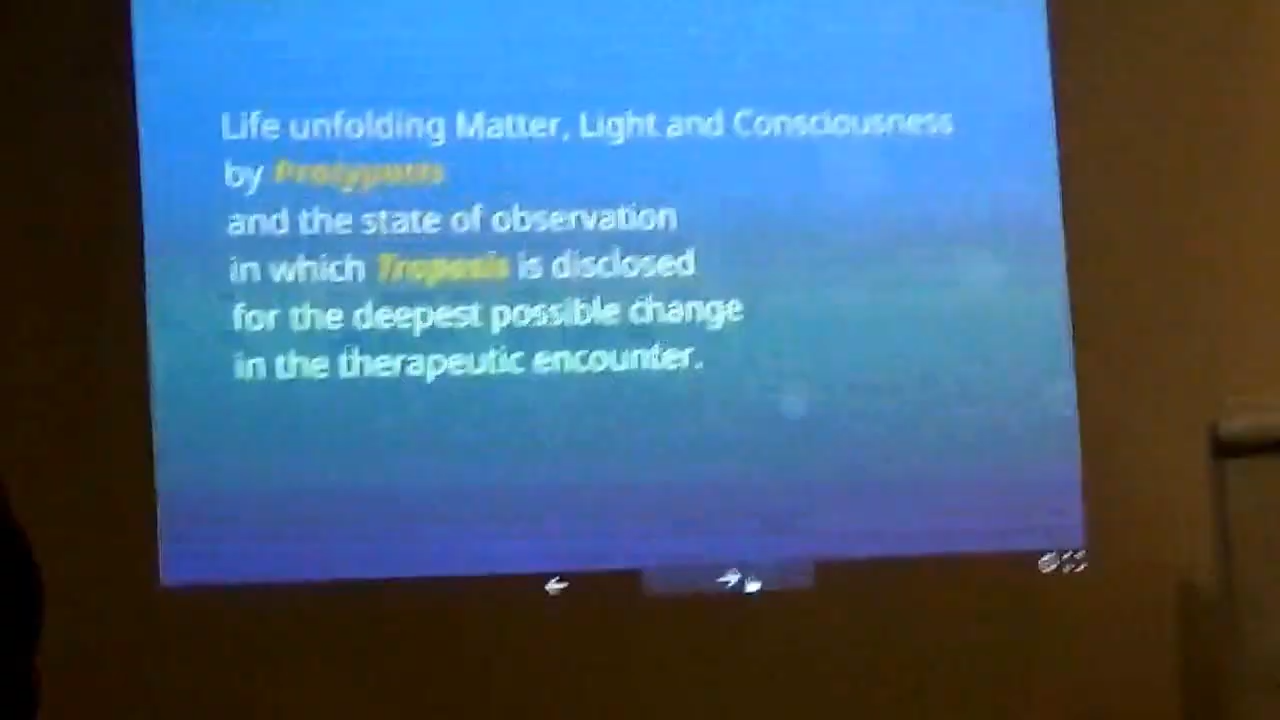 Life unfolding Matter, Light and Consciousness
by
and the state of observation
in which Troposis is disclosed
for the deepest possible change
in the therapeutic encounter.